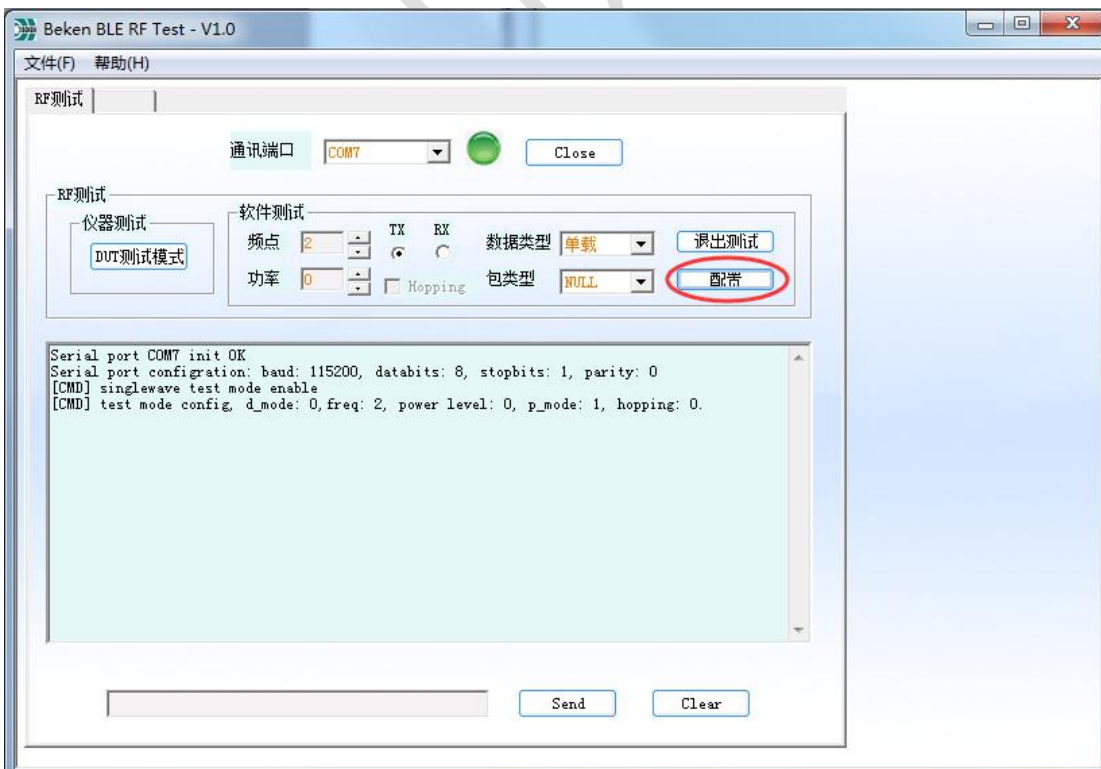 Beken BLE RF Test - V1.0
文件(F) 帮助(H)
RF测试
通讯端口 COM7 Close
RF测试
仪器测试 软件测试
DUT测试模式
频点 2 TX RX 数据类型 单载 退出测试
功率 0 Hopping 包类型 NULL 配置
Serial port COM7 init OK
Serial port configration: baud: 115200, databits: 8, stopbits: 1, parity: 0
[CMD] singlewave test mode enable
[CMD] test mode config, d_mode: 0,freq: 2, power level: 0, p_mode: 1, hopping: 0.
Send Clear